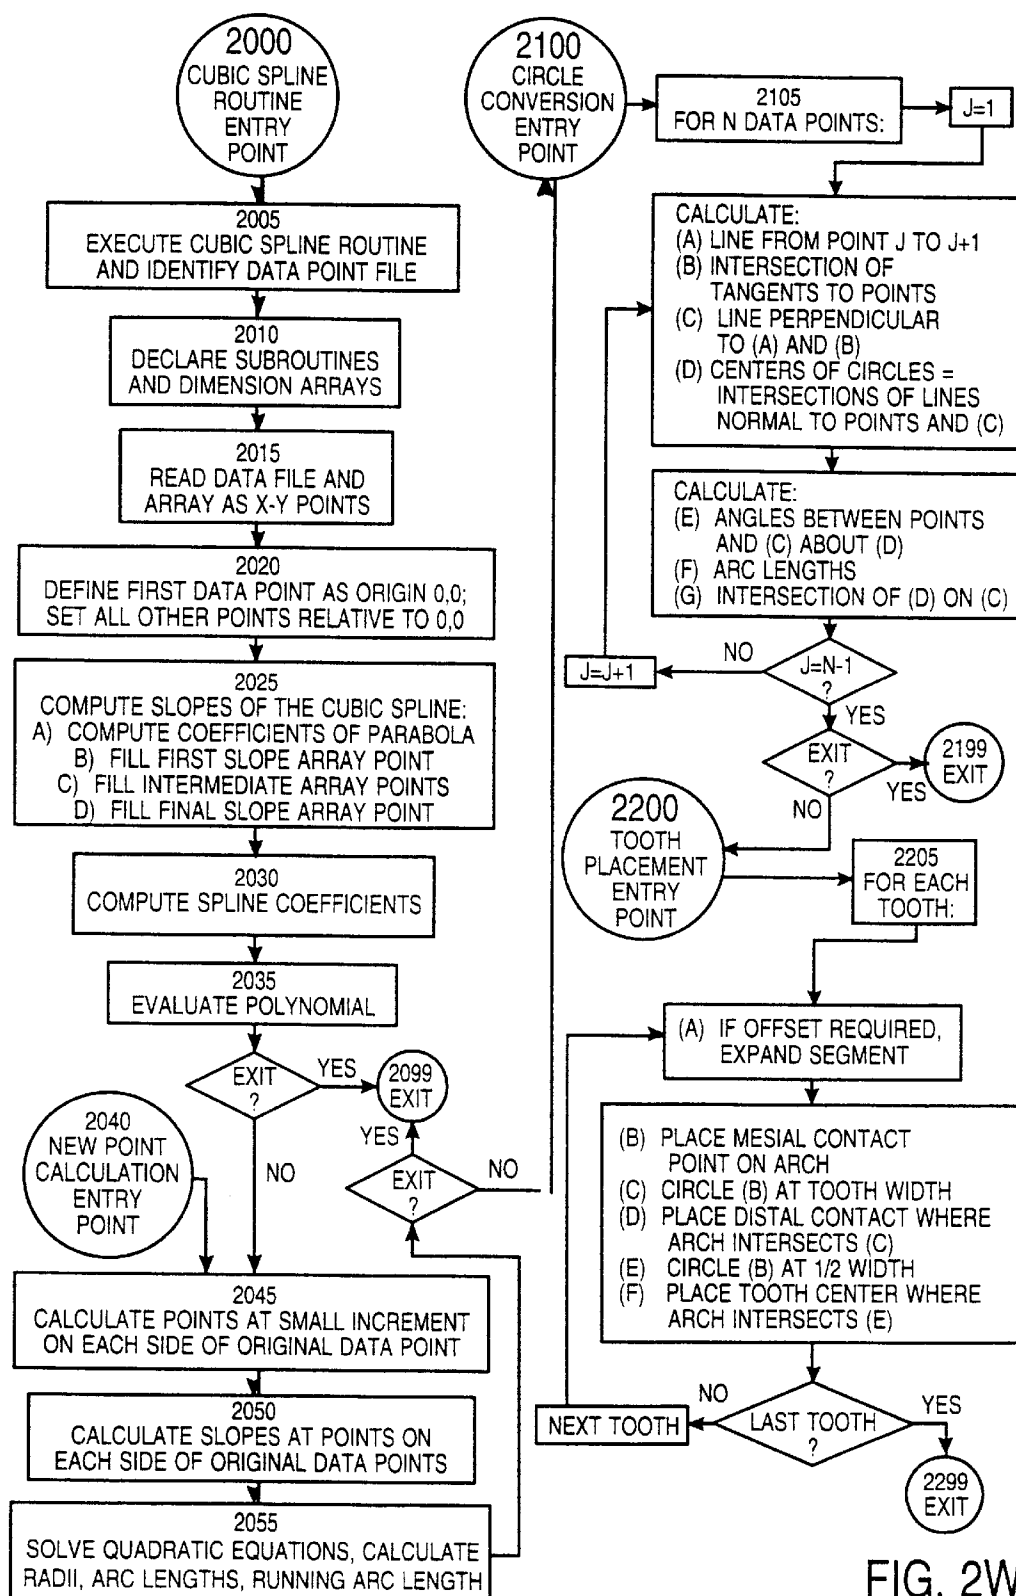 2000
CUBIC SPLINE
ROUTINE
ENTRY
POINT
2005
EXECUTE CUBIC SPLINE ROUTINE
AND IDENTIFY DATA POINT FILE
2010
DECLARE SUBROUTINES
AND DIMENSION ARRAYS
2015
READ DATA FILE AND
ARRAY AS X-Y POINTS
2020
DEFINE FIRST DATA POINT AS ORIGIN 0,0;
SET ALL OTHER POINTS RELATIVE TO 0,0
2025
COMPUTE SLOPES OF THE CUBIC SPLINE:
A) COMPUTE COEFFICIENTS OF PARABOLA
B) FILL FIRST SLOPE ARRAY POINT
C) FILL INTERMEDIATE ARRAY POINTS
D) FILL FINAL SLOPE ARRAY POINT
2030
COMPUTE SPLINE COEFFICIENTS
2035
EVALUATE POLYNOMIAL
EXIT
?
YES
2099
EXIT
NO
2040
NEW POINT
CALCULATION
ENTRY
POINT
YES
EXIT
?
NO
2045
CALCULATE POINTS AT SMALL INCREMENT
ON EACH SIDE OF ORIGINAL DATA POINT
2050
CALCULATE SLOPES AT POINTS ON
EACH SIDE OF ORIGINAL DATA POINTS
2055
SOLVE QUADRATIC EQUATIONS, CALCULATE
RADII, ARC LENGTHS, RUNNING ARC LENGTH
2100
CIRCLE
CONVERSION
ENTRY
POINT
2105
FOR N DATA POINTS:
J=1
CALCULATE:
(A) LINE FROM POINT J TO J+1
(B) INTERSECTION OF
TANGENTS TO POINTS
(C) LINE PERPENDICULAR
TO (A) AND (B)
(D) CENTERS OF CIRCLES =
INTERSECTIONS OF LINES
NORMAL TO POINTS AND (C)
CALCULATE:
(E) ANGLES BETWEEN POINTS
AND (C) ABOUT (D)
(F) ARC LENGTHS
(G) INTERSECTION OF (D) ON (C)
J=J+1
NO
J=N-1
?
YES
EXIT
?
YES
2199
EXIT
NO
2200
TOOTH
PLACEMENT
ENTRY
POINT
2205
FOR EACH
TOOTH:
(A) IF OFFSET REQUIRED,
EXPAND SEGMENT
(B) PLACE MESIAL CONTACT
POINT ON ARCH
(C) CIRCLE (B) AT TOOTH WIDTH
(D) PLACE DISTAL CONTACT WHERE
ARCH INTERSECTS (C)
(E) CIRCLE (B) AT 1/2 WIDTH
(F) PLACE TOOTH CENTER WHERE
ARCH INTERSECTS (E)
NEXT TOOTH
NO
LAST TOOTH
?
YES
2299
EXIT
FIG. 2W.